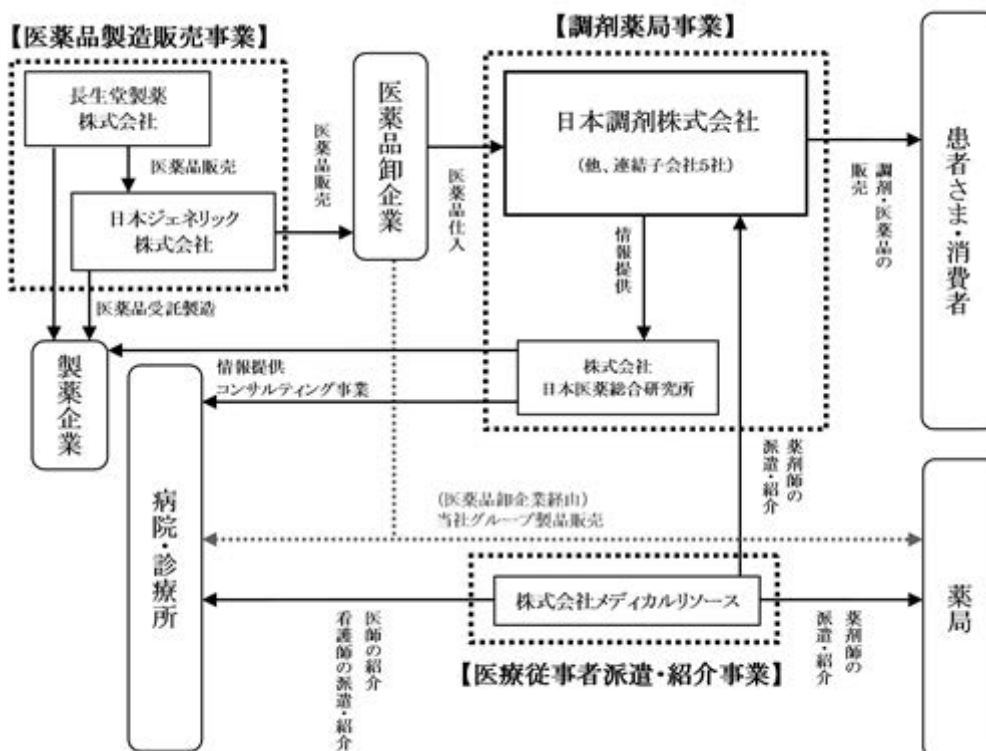 【医薬品製造販売事業】
長生堂製薬
株式会社
医薬品販売
日本ジェネリック
株式会社
医薬品受託製造
製薬企業
医薬品販売
医薬品卸企業
医薬品仕入
【調剤薬局事業】
日本調剤株式会社
(他、連結子会社5社)
情報提供
株式会社
日本医薬総合研究所
調剤・医薬品の
販売
患者さま・消費者
情報提供
コンサルティング事業
病院・診療所
薬剤師の
派遣・紹介
(医薬品卸企業経由)
当社グループ製品販売
株式会社メディカルリソース
【医療従事者派遣・紹介事業】
医師の紹介
看護師の派遣・紹介
薬剤師の
派遣・紹介
薬局